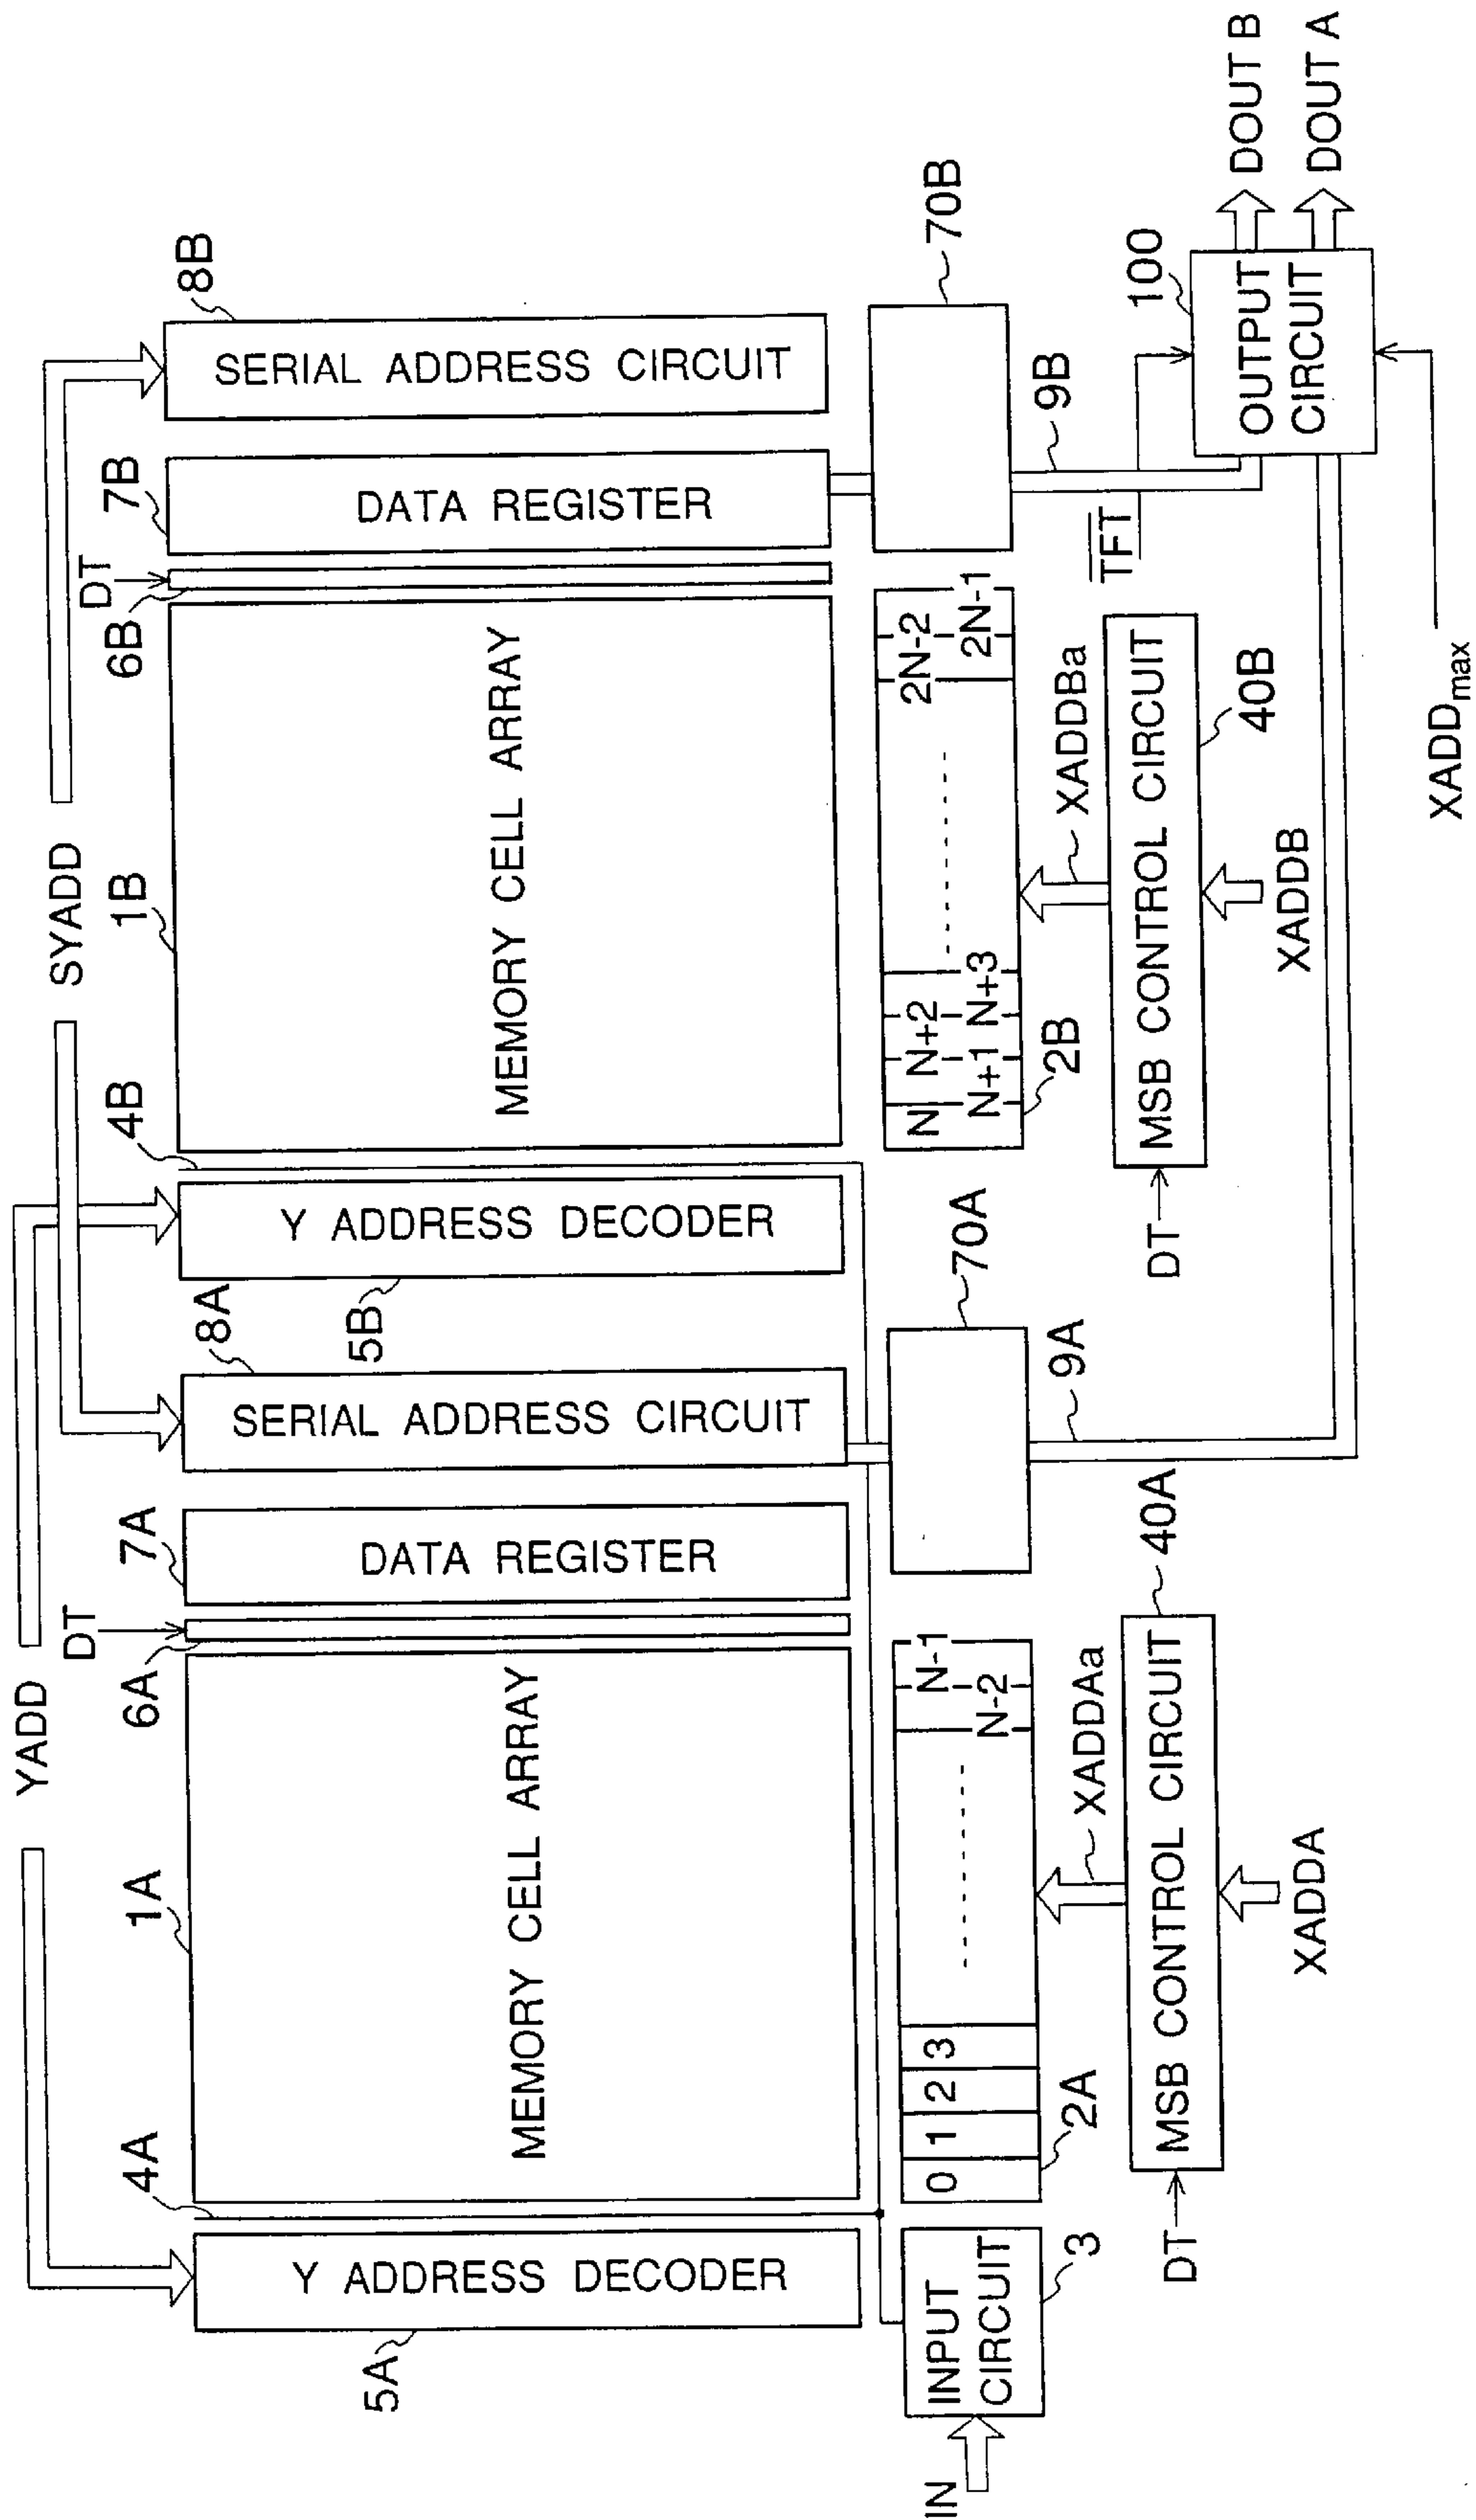 YADD
SYADD
1A
6A
DT
7A
8A
4B
1B
6B
DT
7B
8B
4A
5A
5B
Y ADDRESS DECODER
MEMORY CELL ARRAY
DATA REGISTER
SERIAL ADDRESS CIRCUIT
Y ADDRESS DECODER
MEMORY CELL ARRAY
DATA REGISTER
SERIAL ADDRESS CIRCUIT
IN
INPUT
CIRCUIT
3
0 1 2 3 ------ N-2 N-1
2A
70A
N N+1 N+2 N+3 ------ 2N-2 2N-1
2B
70B
XADDAa
9A
XADDBa
TFT
9B
DT
MSB CONTROL CIRCUIT
40A
DT
MSB CONTROL CIRCUIT
40B
XADDA
XADDB
100
OUTPUT
CIRCUIT
DOUT B
DOUT A
XADDmax